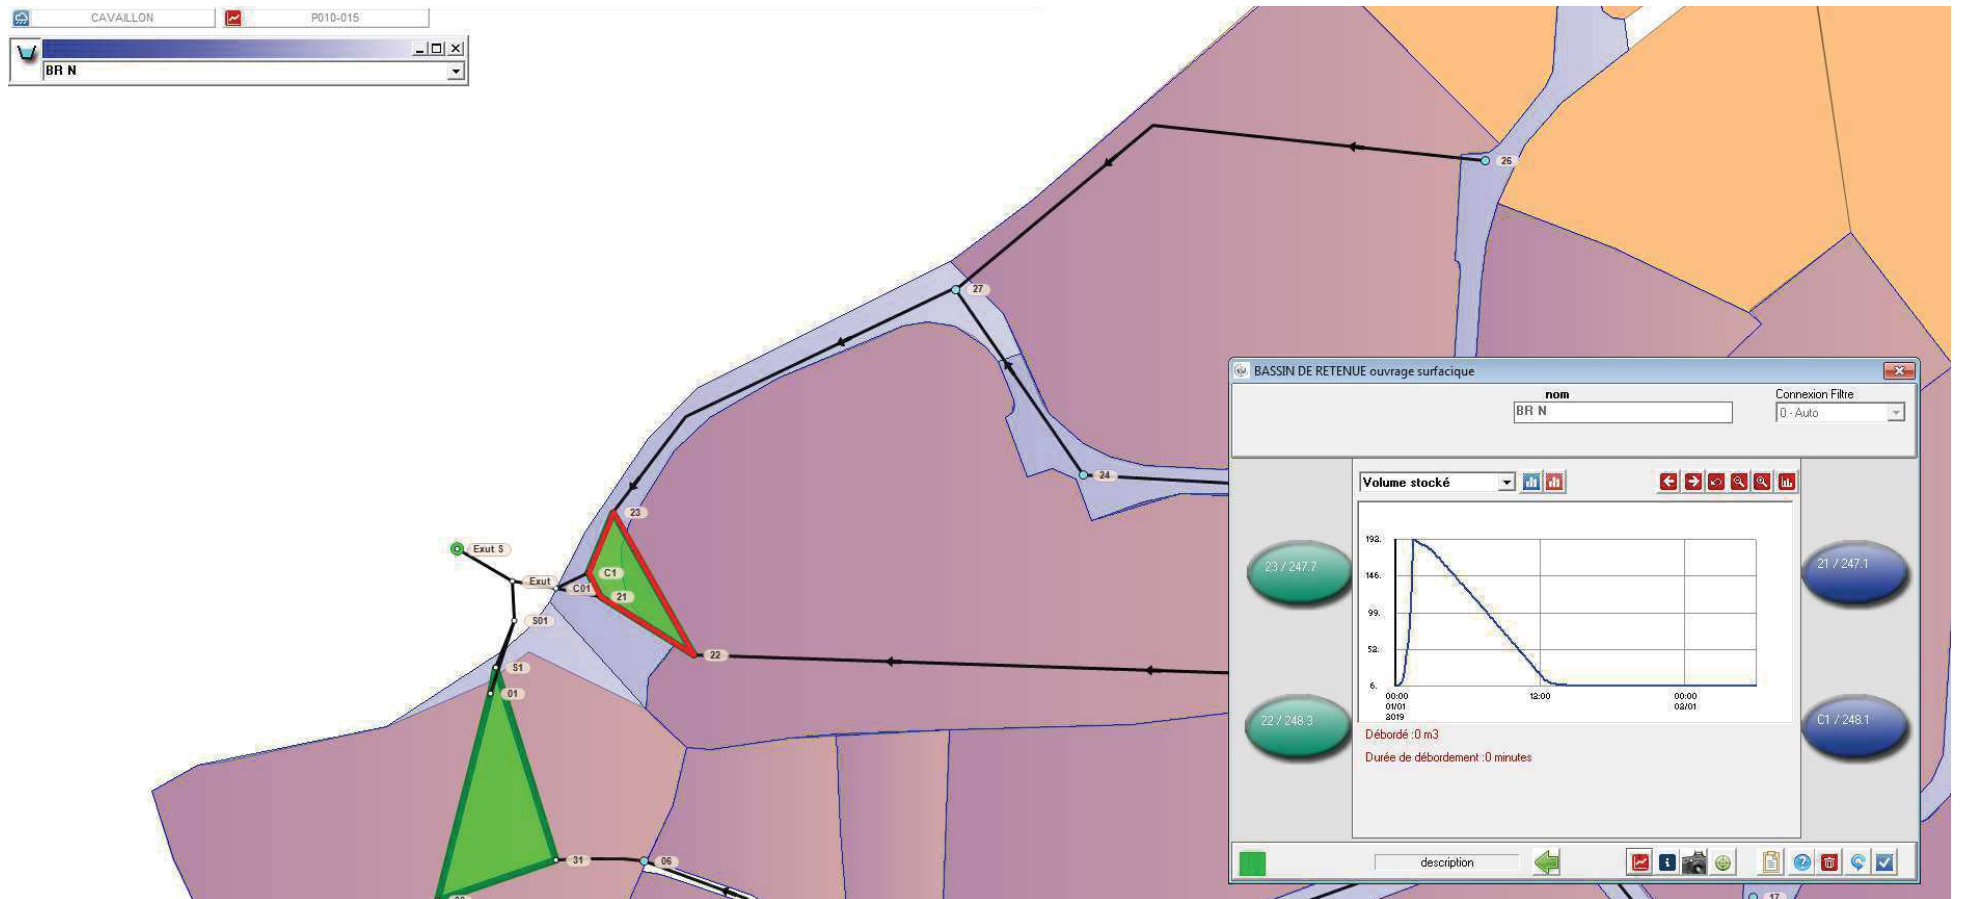 CAVAILLON
P010-015
BR N
26
27
24
23
Exut S
C1
Exut
C01
21
S01
22
S1
01
31
06
17
BASSIN DE RETENUE ouvrage surfacique
nom
BR N
Connexion Filtre
0 - Auto
Volume stocké
23 / 247.7
21 / 247.1
22 / 248.3
C1 / 248.1
192.
146.
99.
52.
6.
00:00
01/01
2019
12:00
00:00
02/01
Débordé :0 m3
Durée de débordement :0 minutes
description